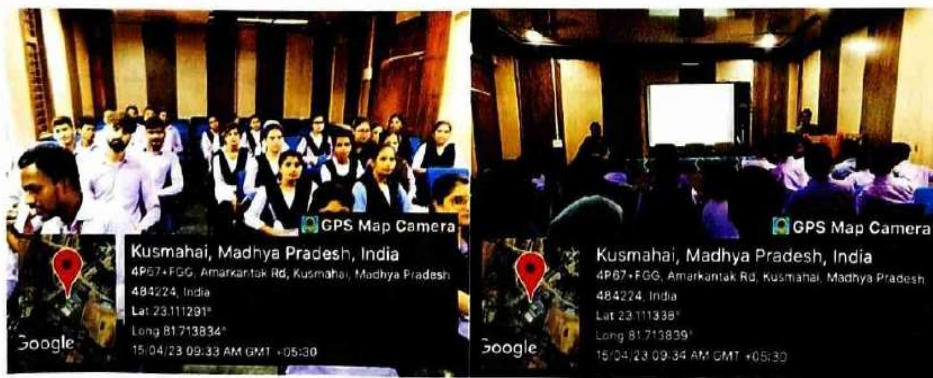 GPS Map Camera
Kusmahai, Madhya Pradesh, India
4P67+FGG, Amarkantak Rd, Kusmahai, Madhya Pradesh
484224, India
Lat 23.111291°
Long 81.713834°
15/04/23 09:33 AM GMT +05:30
Google
GPS Map Camera
Kusmahai, Madhya Pradesh, India
4P67+FGG, Amarkantak Rd, Kusmahai, Madhya Pradesh
484224, India
Lat 23.111338°
Long 81.713839°
15/04/23 09:34 AM GMT +05:30
Google